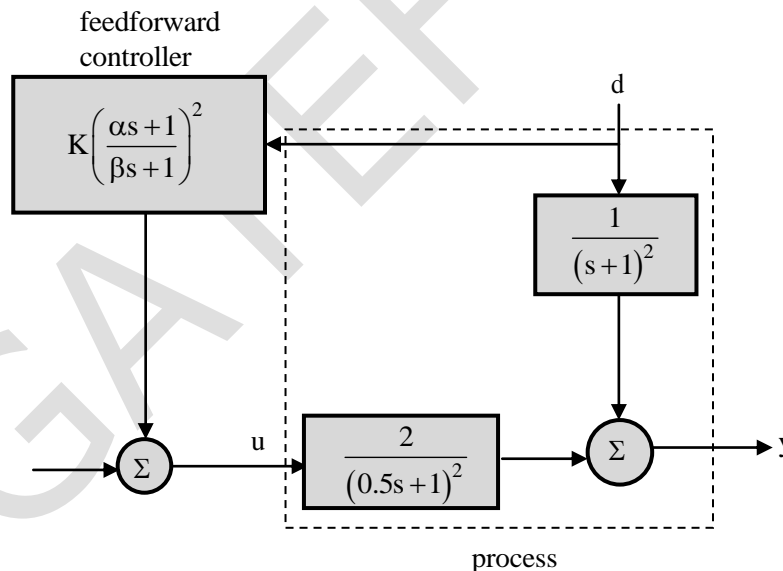 feedforward
controller
K((αs+1)/(βs+1))²
d
1/(s+1)²
Σ
u
2/(0.5s+1)²
Σ
y
process